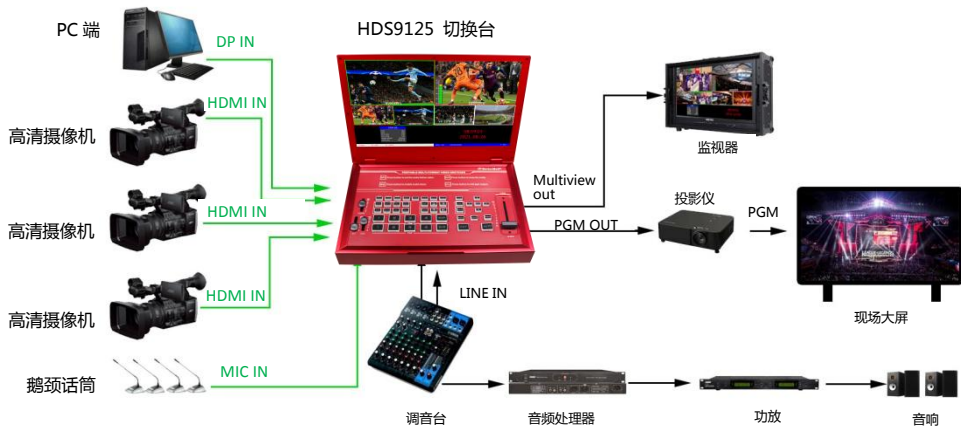 PC 端
HDS9125 切换台
DP IN
HDMI IN
高清摄像机
监视器
Multiview
out
投影仪
PGM
高清摄像机
HDMI IN
PGM OUT
HDMI IN
LINE IN
高清摄像机
现场大屏
鹅颈话筒
MIC IN
调音台
音频处理器
功放
音响